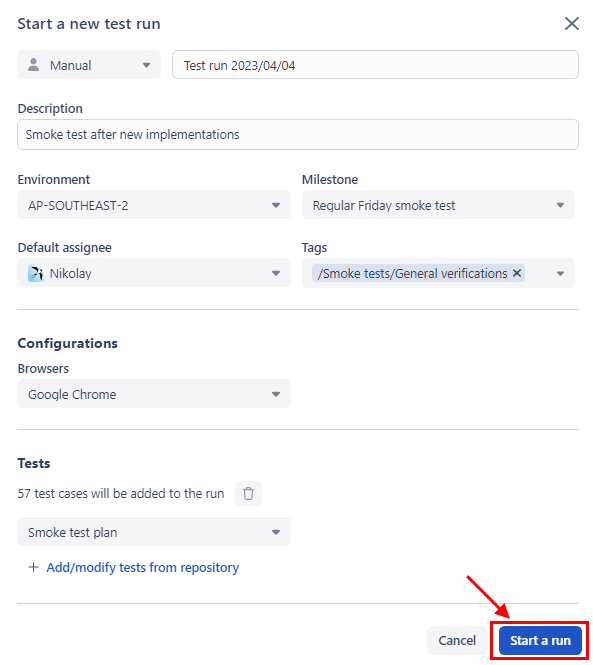 Start a new test run
Manual
Test run 2023/04/04
Description
Smoke test after new implementations
Environment
Milestone
AP-SOUTHEAST-2
Regular Friday smoke test
Default assignee
Tags
Nikolay
/Smoke tests/General verifications
Configurations
Browsers
Google Chrome
Tests
57 test cases will be added to the run
Smoke test plan
+ Add/modify tests from repository
Cancel
Start a run